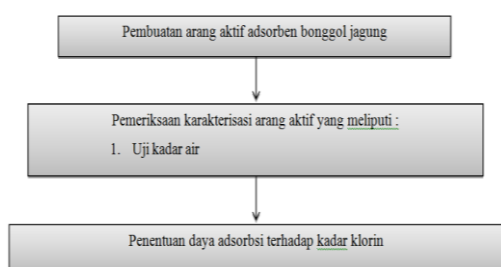 Pembuatan arang aktif adsorben bonggol jagung
Pemeriksaan karakterisasi arang aktif yang meliputi :
1. Uji kadar air
Penentuan daya adsorbsi terhadap kadar klorin